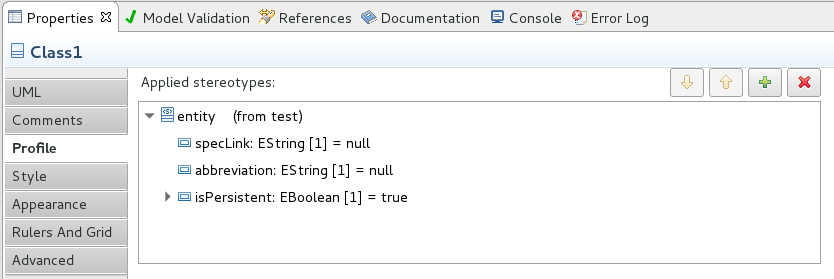 Properties Model Validation References Documentation Console Error Log
Class1
Applied stereotypes:
UML
Comments
Profile
Style
Appearance
Rulers And Grid
Advanced
entity (from test)
specLink: EString [1] = null
abbreviation: EString [1] = null
isPersistent: EBoolean [1] = true